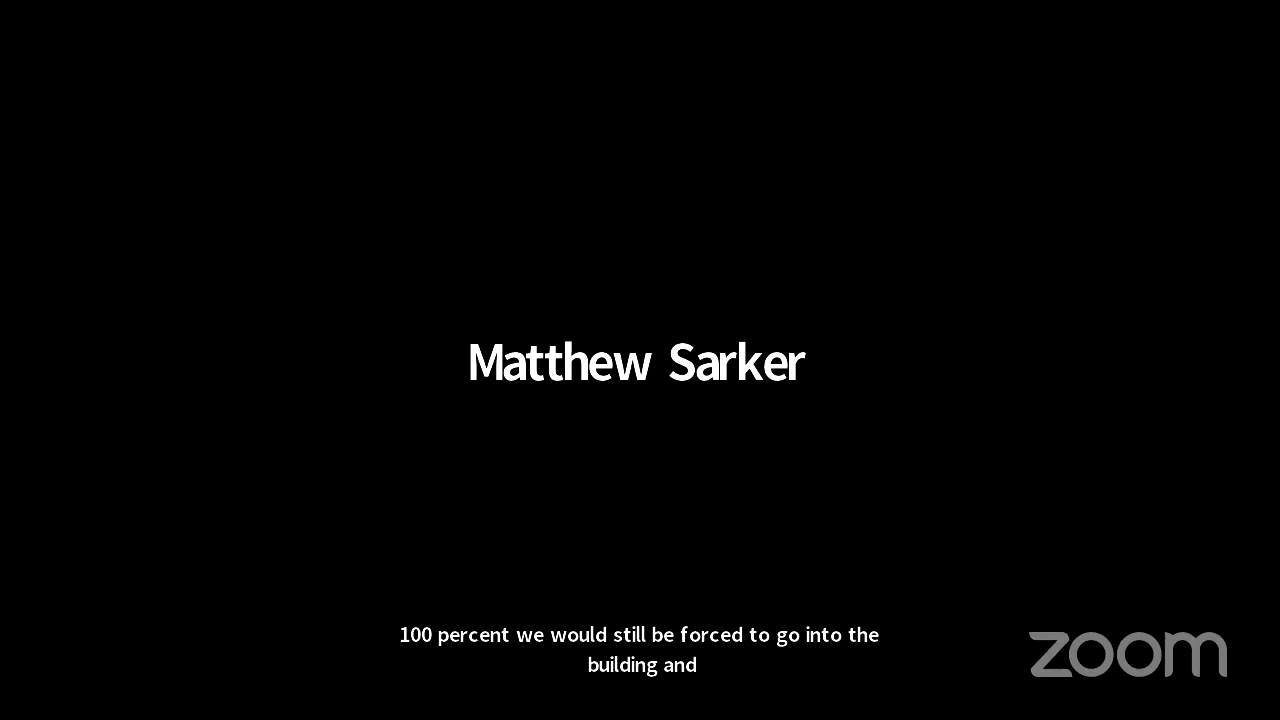 Matthew Sarker
100 percent we would still be forced to go into the
building and
zoom